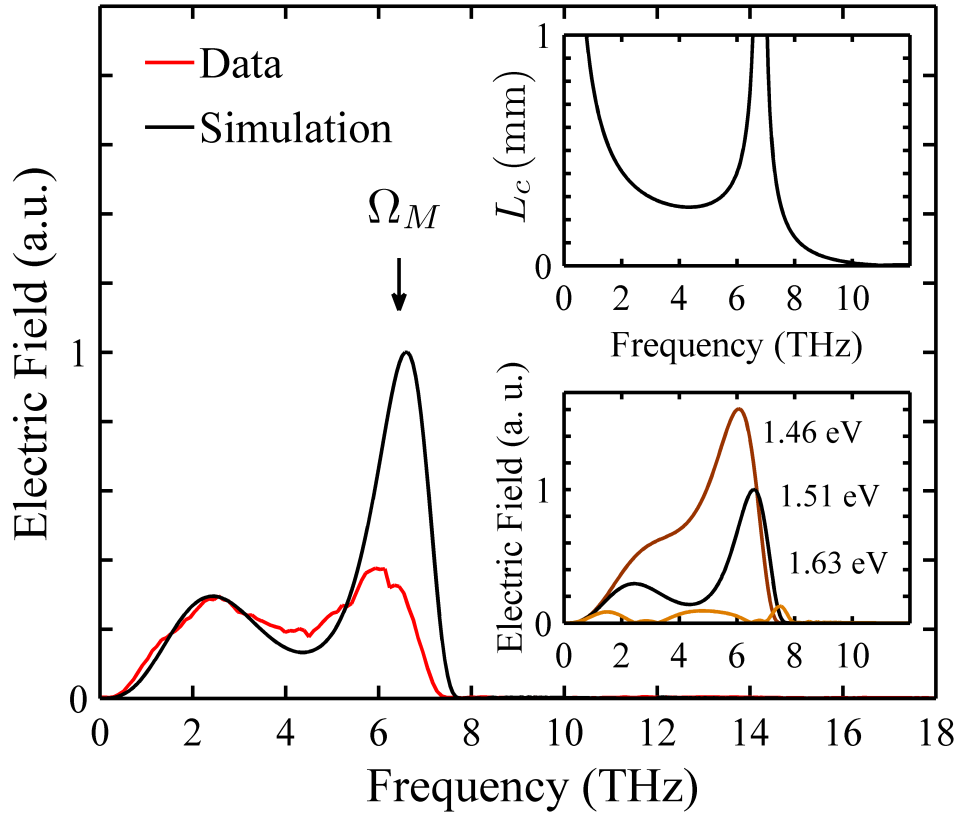 Data
Simulation
Ω_M
Electric Field (a.u.)
1
0
0 2 4 6 8 10 12 14 16 18
Frequency (THz)
L_c (mm)
1
0
0 2 4 6 8 10
Frequency (THz)
Electric Field (a. u.)
1
0
1.46 eV
1.51 eV
1.63 eV
0 2 4 6 8 10